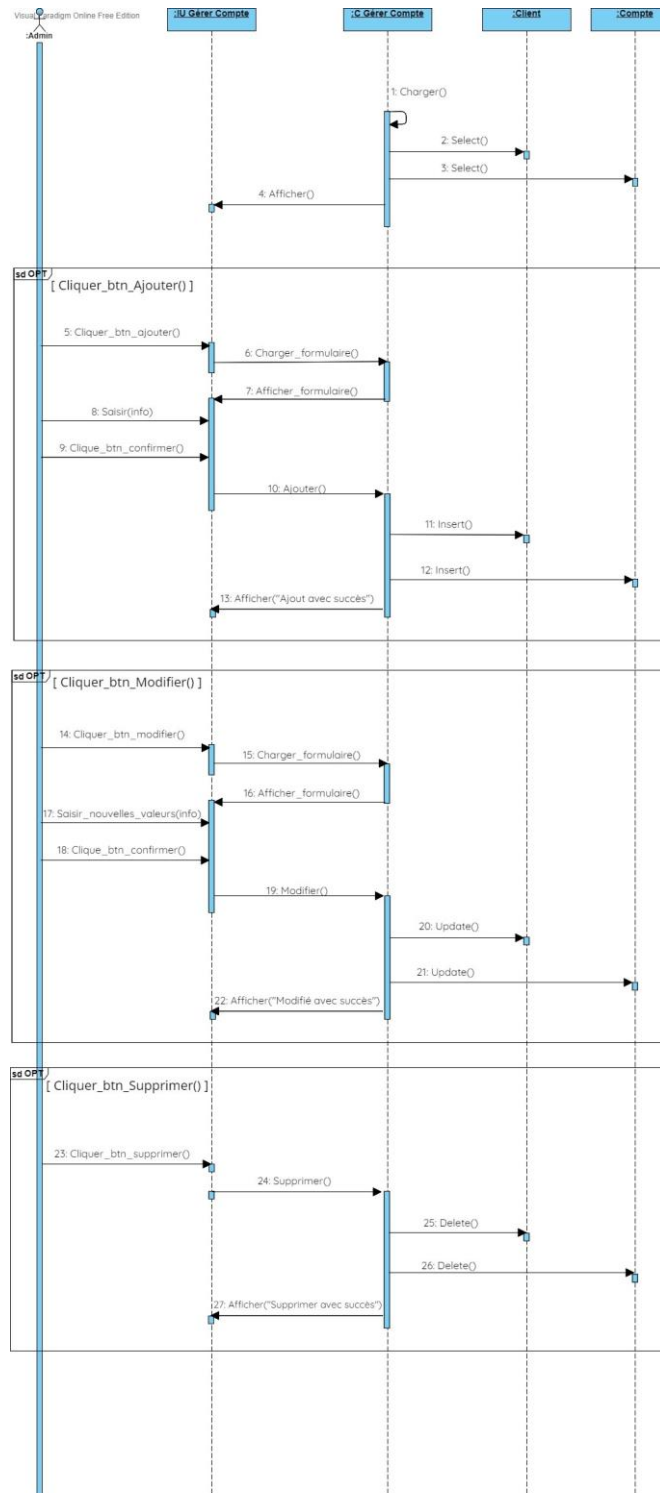 Visual Paradigm Online Free Edition
:Admin
:IU Gérer Compte
:C Gérer Compte
:Client
:Compte
1: Charger()
2: Select()
3: Select()
4: Afficher()
sd OPT
[ Cliquer_btn_Ajouter() ]
5: Cliquer_btn_ajouter()
6: Charger_formulaire()
7: Afficher_formulaire()
8: Saisir(info)
9: Clique_btn_confirmer()
10: Ajouter()
11: Insert()
12: Insert()
13: Afficher("Ajout avec succès")
sd OPT
[ Cliquer_btn_Modifier() ]
14: Cliquer_btn_modifier()
15: Charger_formulaire()
16: Afficher_formulaire()
17: Saisir_nouvelles_valeurs(info)
18: Clique_btn_confirmer()
19: Modifier()
20: Update()
21: Update()
22: Afficher("Modifié avec succès")
sd OPT
[ Cliquer_btn_Supprimer() ]
23: Cliquer_btn_supprimer()
24: Supprimer()
25: Delete()
26: Delete()
27: Afficher("Supprimer avec succès")